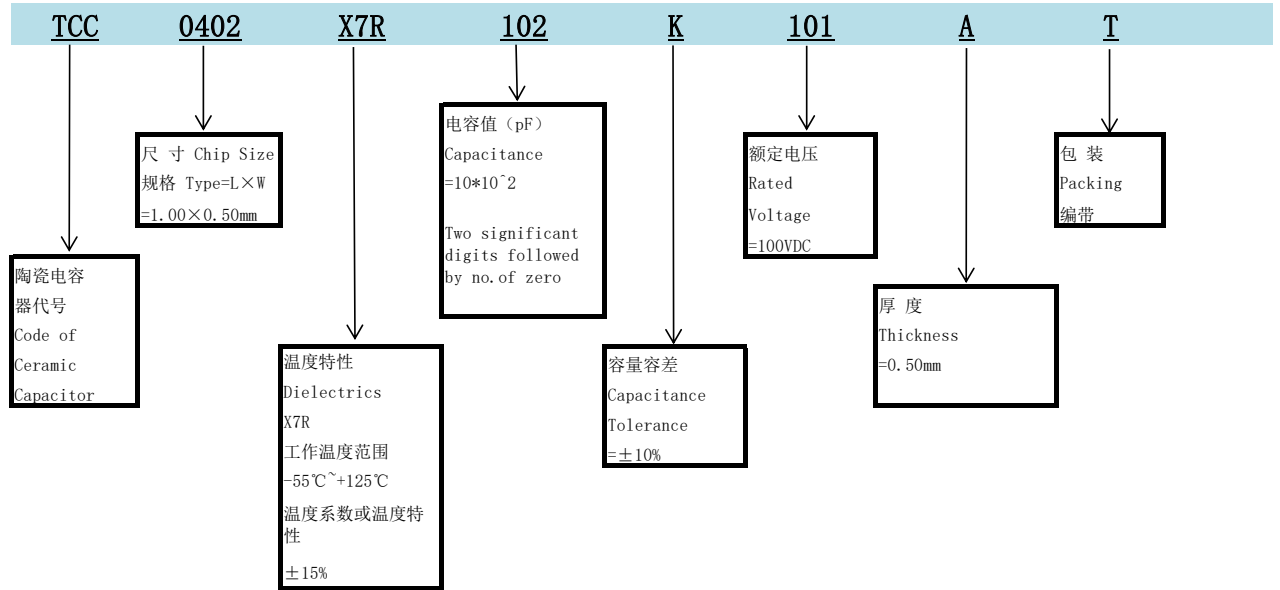 TCC 0402 X7R 102 K 101 A T
陶瓷电容
器代号
Code of
Ceramic
Capacitor
尺 寸 Chip Size
规格 Type=L×W
=1.00×0.50mm
温度特性
Dielectrics
X7R
工作温度范围
-55℃~+125℃
温度系数或温度特
性
±15%
电容值（pF）
Capacitance
=10*10^2
Two significant
digits followed
by no.of zero
容量容差
Capacitance
Tolerance
=±10%
额定电压
Rated
Voltage
=100VDC
厚 度
Thickness
=0.50mm
包 装
Packing
编带